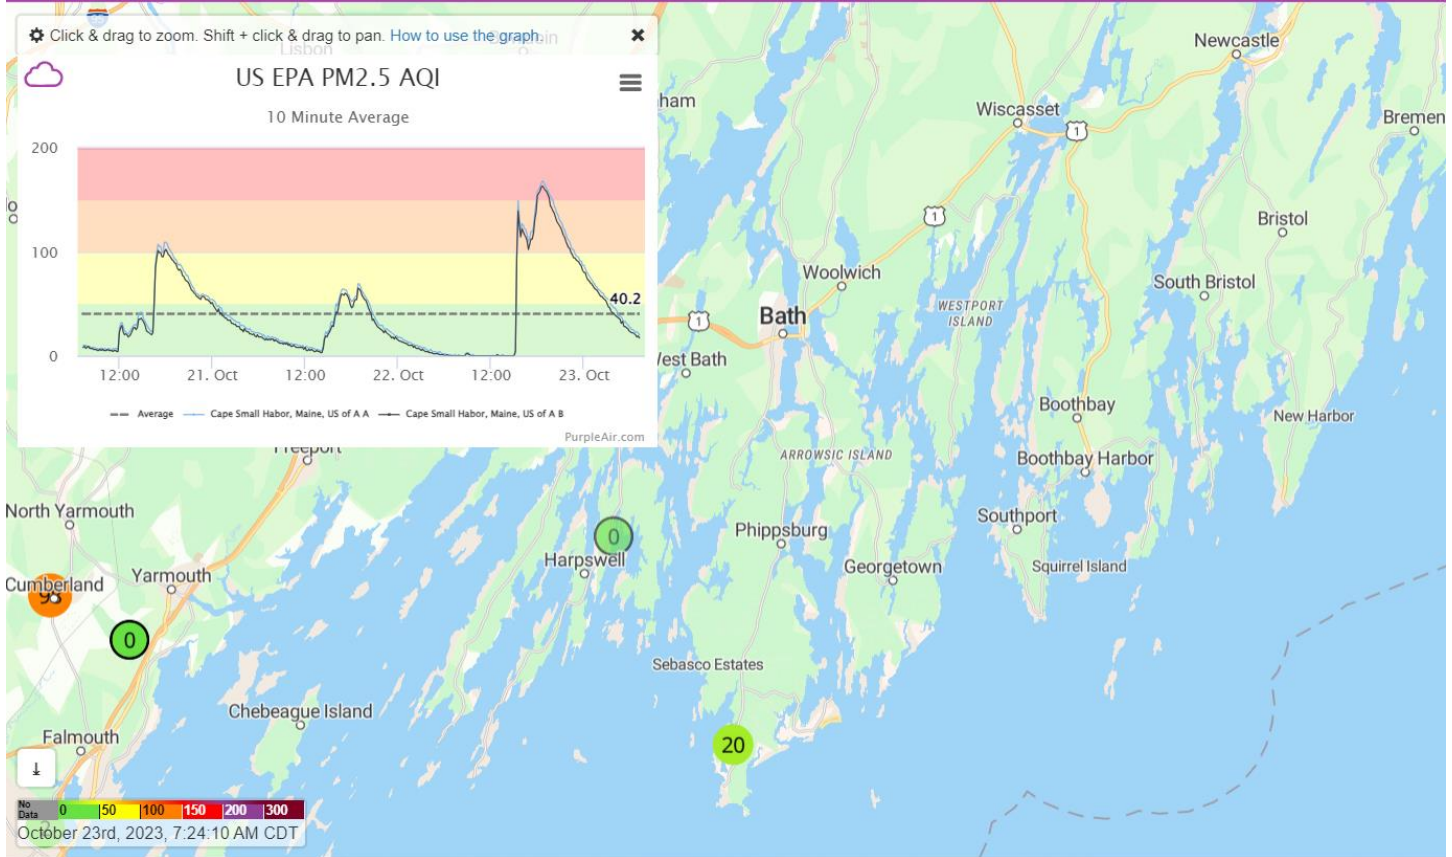 Click & drag to zoom. Shift + click & drag to pan. How to use the graph.
US EPA PM2.5 AQI
10 Minute Average
200
100
0
40.2
12:00 21. Oct 12:00 22. Oct 12:00 23. Oct
Average Cape Small Habor, Maine, US of A A Cape Small Habor, Maine, US of A B
PurpleAir.com
Lisbon
Newcastle
ham
Wiscasset
1
Bremen
1
Bristol
Woolwich
South Bristol
WESTPORT
ISLAND
Bath
1
West Bath
Boothbay
New Harbor
Freeport
ARROWSIC ISLAND
Boothbay Harbor
North Yarmouth
Southport
0
Phippsburg
Harpswell
Georgetown
Squirrel Island
Cumberland
Yarmouth
0
Sebasco Estates
Chebeague Island
Falmouth
20
No
Data
0 50 100 150 200 300
October 23rd, 2023, 7:24:10 AM CDT